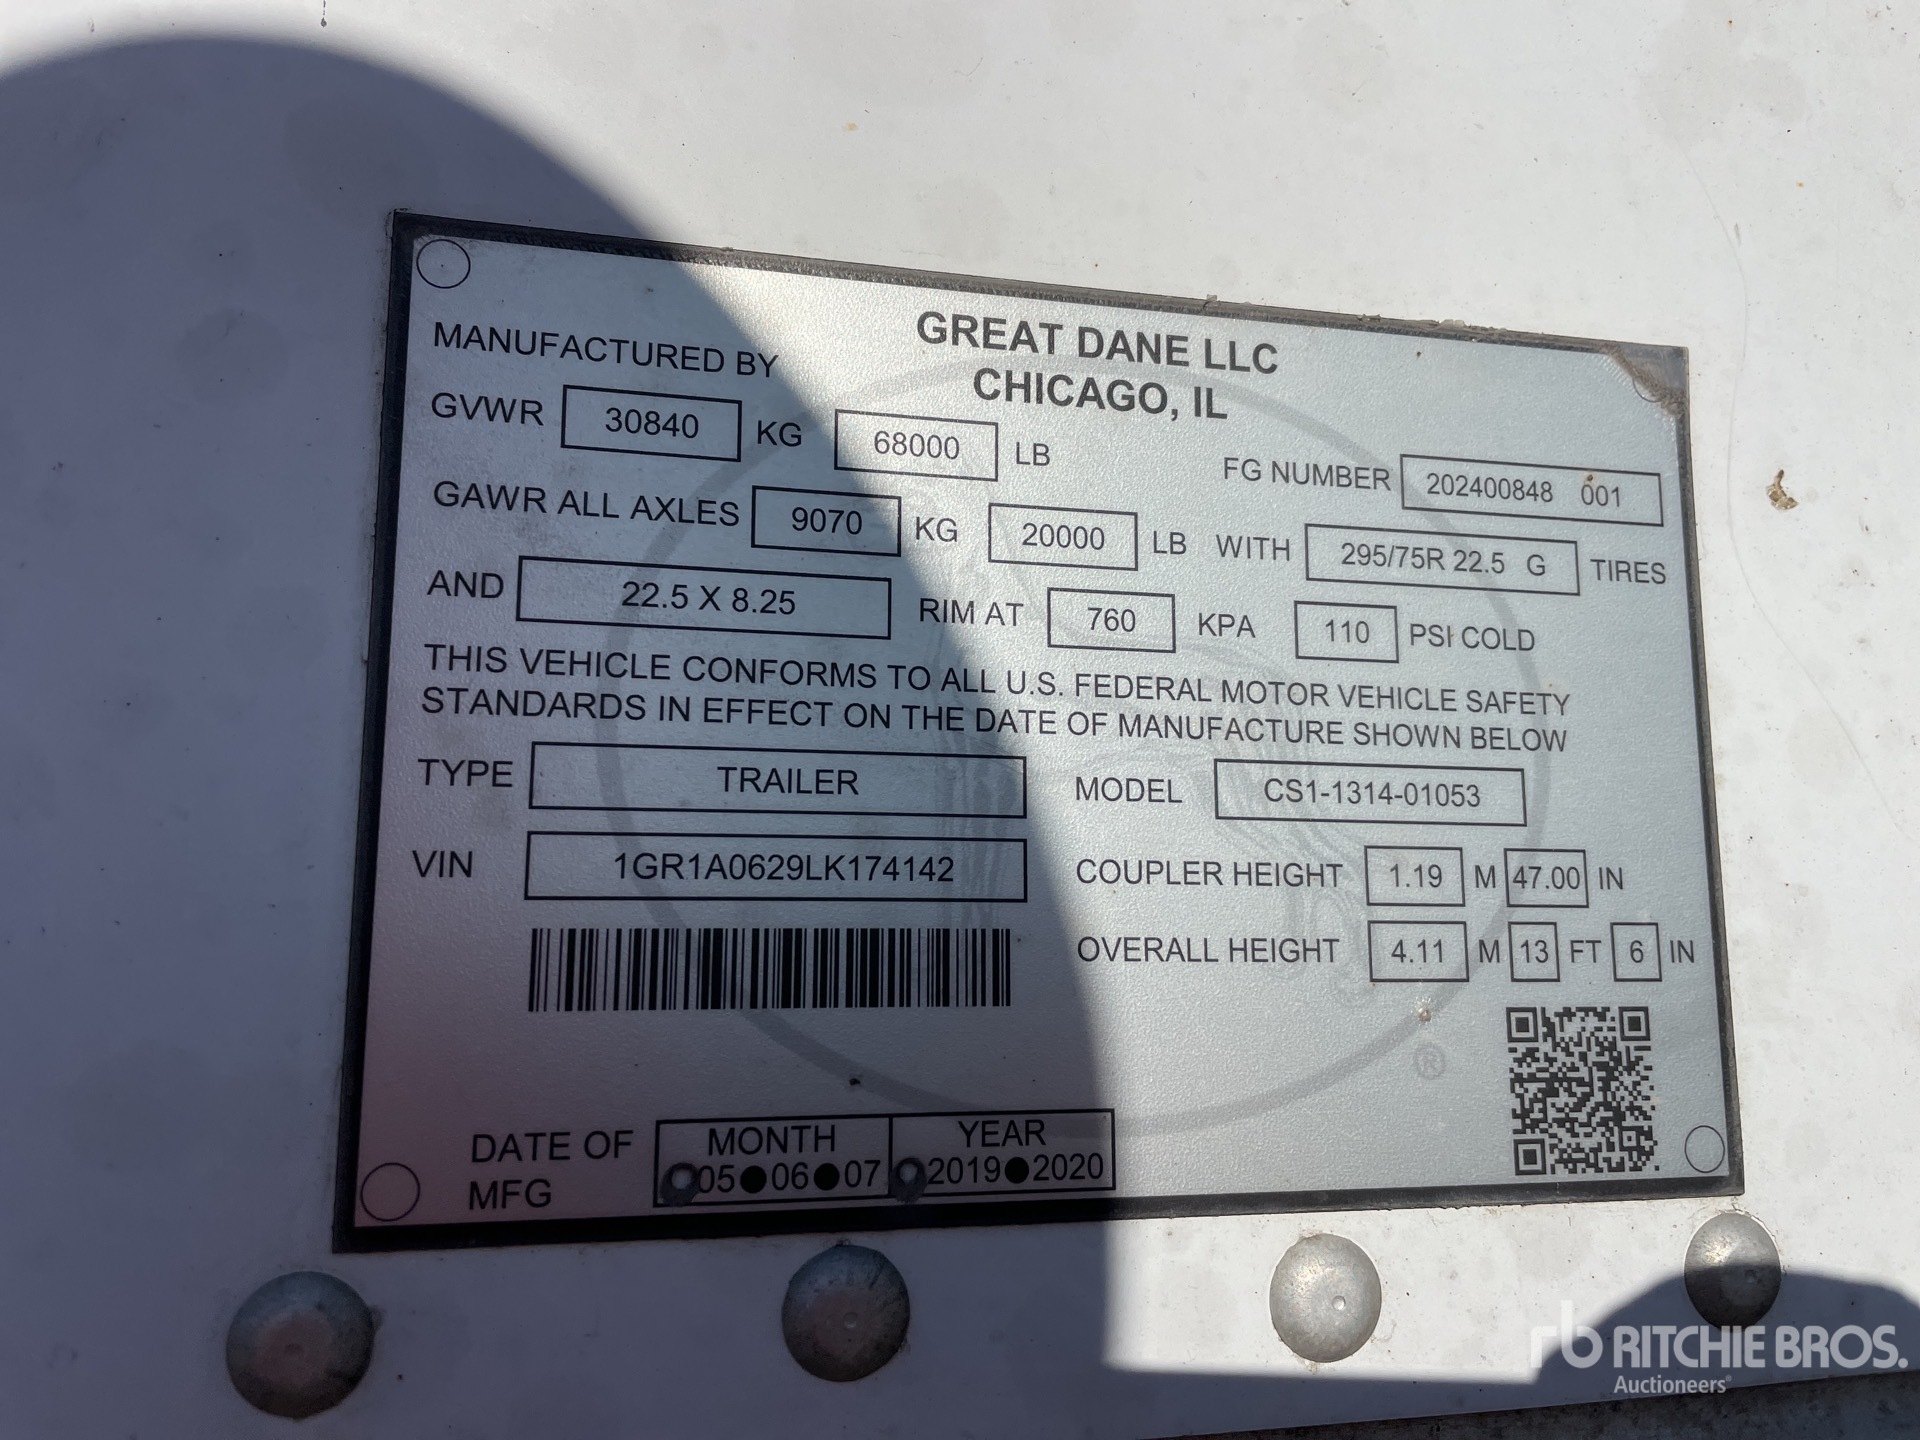 MANUFACTURED BY GREAT DANE LLC
CHICAGO, IL
GVWR 30840 KG 68000 LB FG NUMBER 202400848 001
GAWR ALL AXLES 9070 KG 20000 LB WITH 295/75R 22.5 G TIRES
AND 22.5 X 8.25 RIM AT 760 KPA 110 PSI COLD
THIS VEHICLE CONFORMS TO ALL U.S. FEDERAL MOTOR VEHICLE SAFETY
STANDARDS IN EFFECT ON THE DATE OF MANUFACTURE SHOWN BELOW
TYPE TRAILER MODEL CS1-1314-01053
VIN 1GR1A0629LK174142 COUPLER HEIGHT 1.19 M 47.00 IN
OVERALL HEIGHT 4.11 M 13 FT 6 IN
®
DATE OF MFG MONTH YEAR
05●06●07 2019●2020
rb RITCHIE BROS.
Auctioneers®